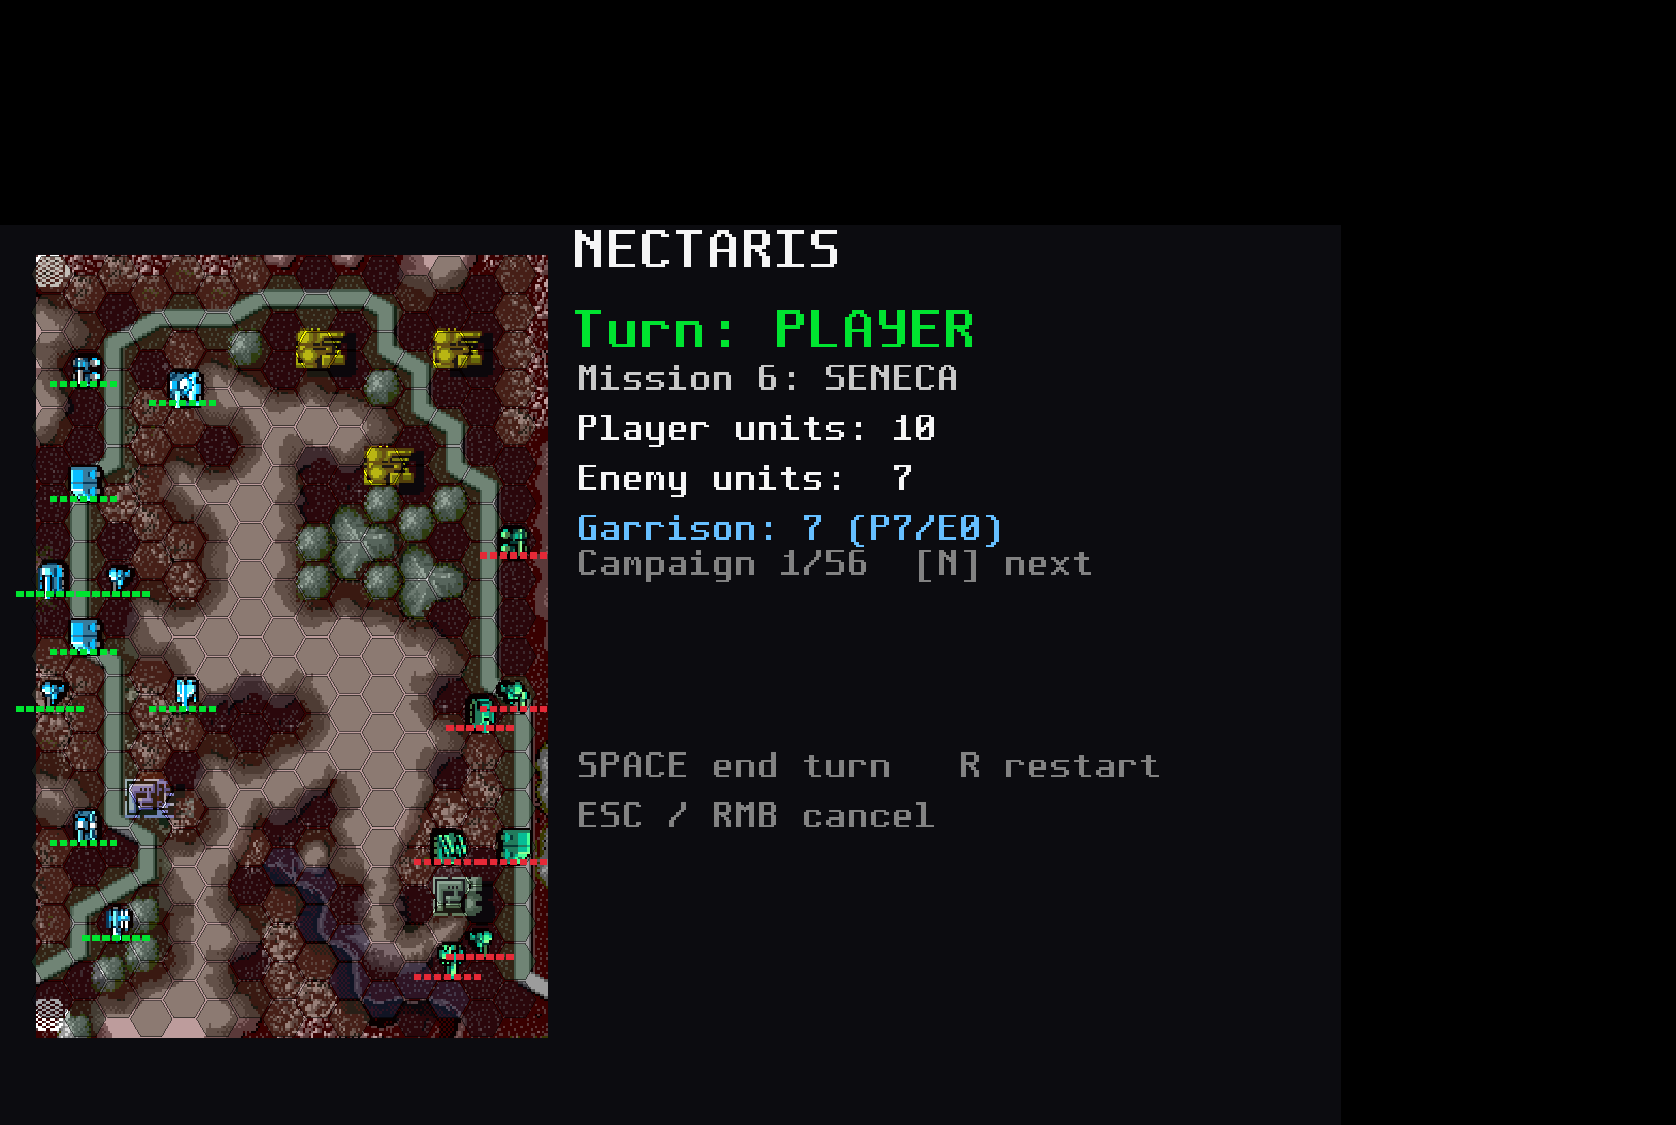 NECTARIS
Turn: PLAYER
Mission 6: SENECA
Player units: 10
Enemy units: 7
Garrison: 7 (P7/E0)
Campaign 1/56 [N] next
SPACE end turn R restart
ESC / RMB cancel